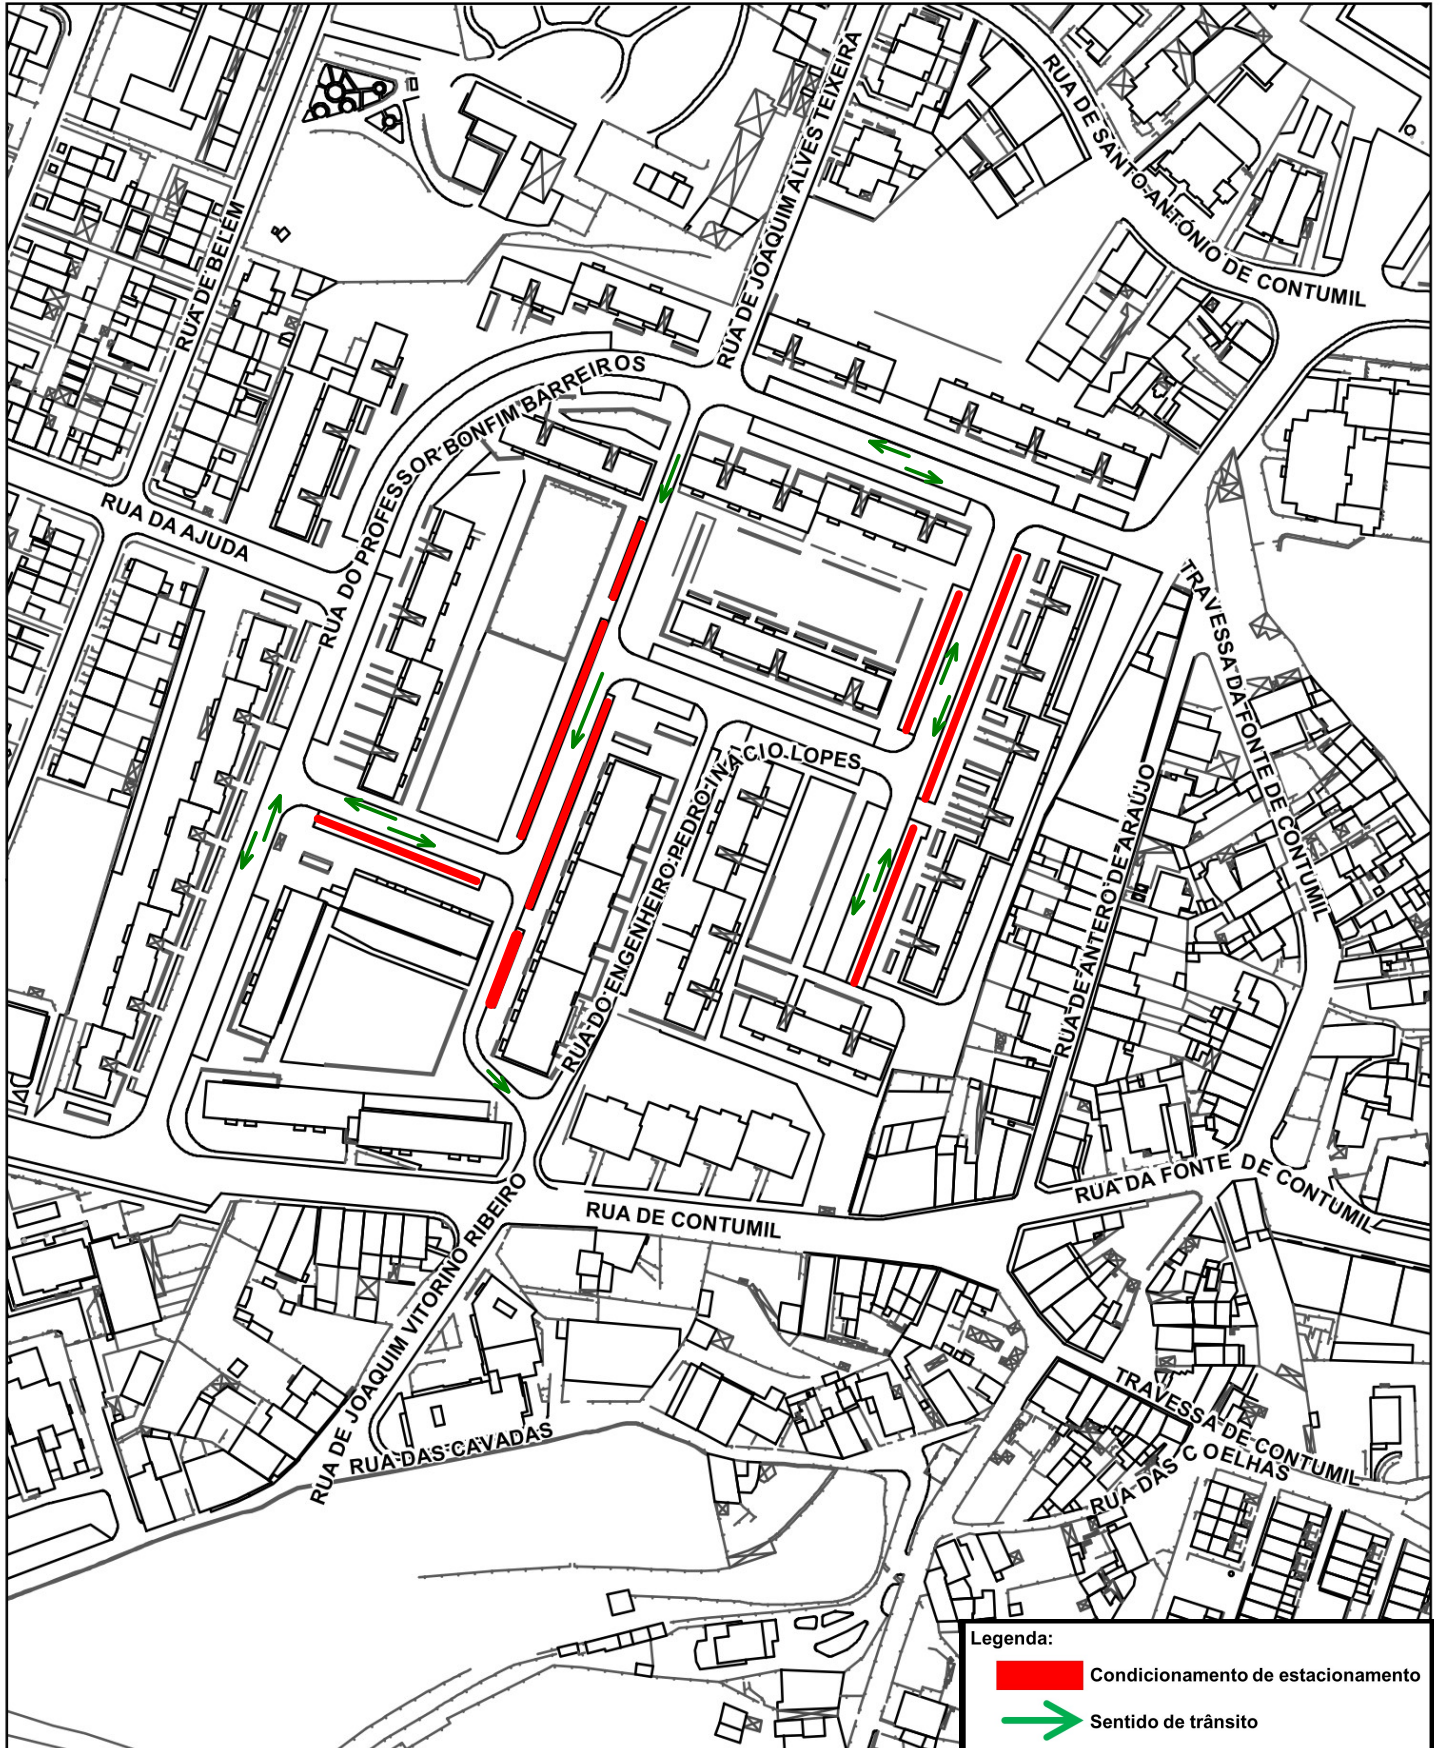 RUA DE JOAQUIM ALVES TEIXEIRA
RUA DE SANTO ANTÓNIO DE CONTUMIL
RUA DE BELÉM
RUA DO PROFESSOR BONFIM BARREIROS
RUA DA AJUDA
TRAVESSA DA FONTE DE CONTUMIL
RUA DO ENGENHEIRO PEDRO INÁCIO LOPES
RUA DE ANTERO DE ARAÚJO
RUA DA FONTE DE CONTUMIL
RUA DE CONTUMIL
RUA DE JOAQUIM VITORINO RIBEIRO
RUA DAS CAVADAS
TRAVESSA DE CONTUMIL
RUA DAS COELHAS
Legenda:
Condicionamento de estacionamento
Sentido de trânsito